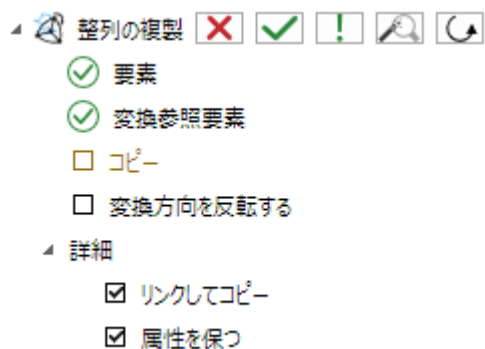 整列の複製
要素
変換参照要素
コピー
変換方向を反転する
詳細
リンクしてコピー
属性を保つ